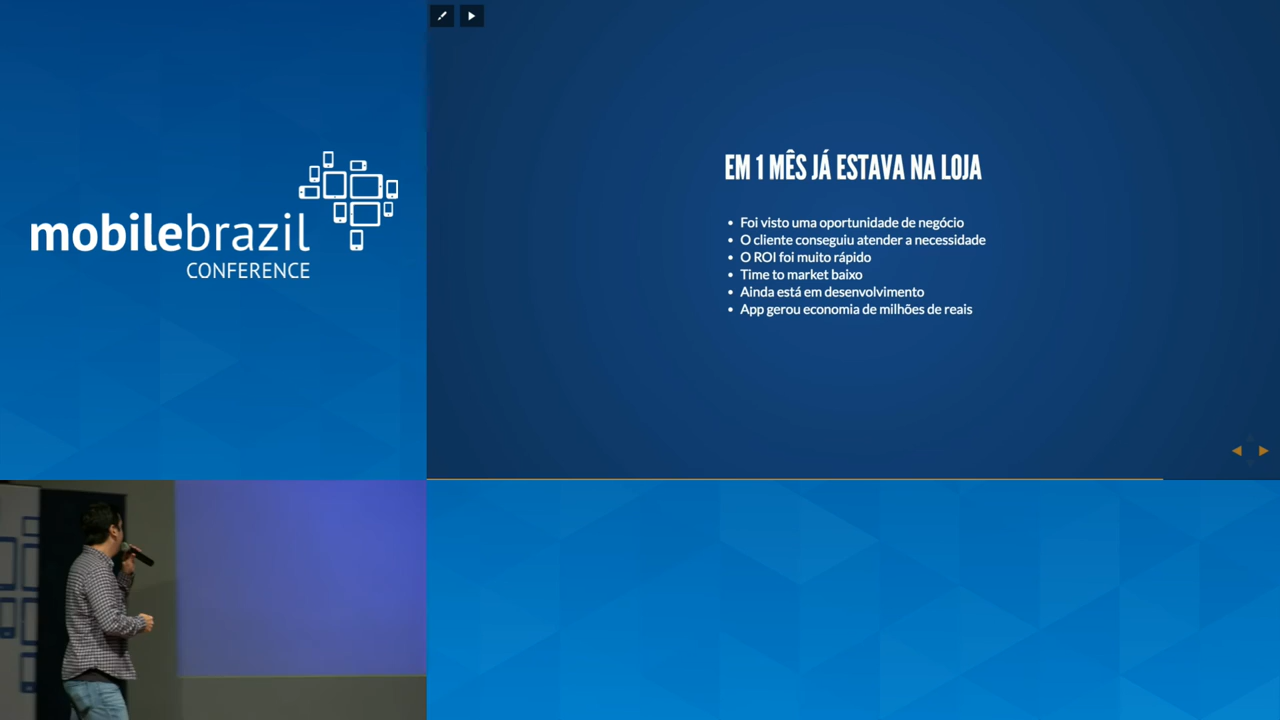 mobilebrazil
CONFERENCE
EM 1 MÊS JÁ ESTAVA NA LOJA
• Foi visto uma oportunidade de negócio
• O cliente conseguiu atender a necessidade
• O ROI foi muito rápido
• Time to market baixo
• Ainda está em desenvolvimento
• App gerou economia de milhões de reais